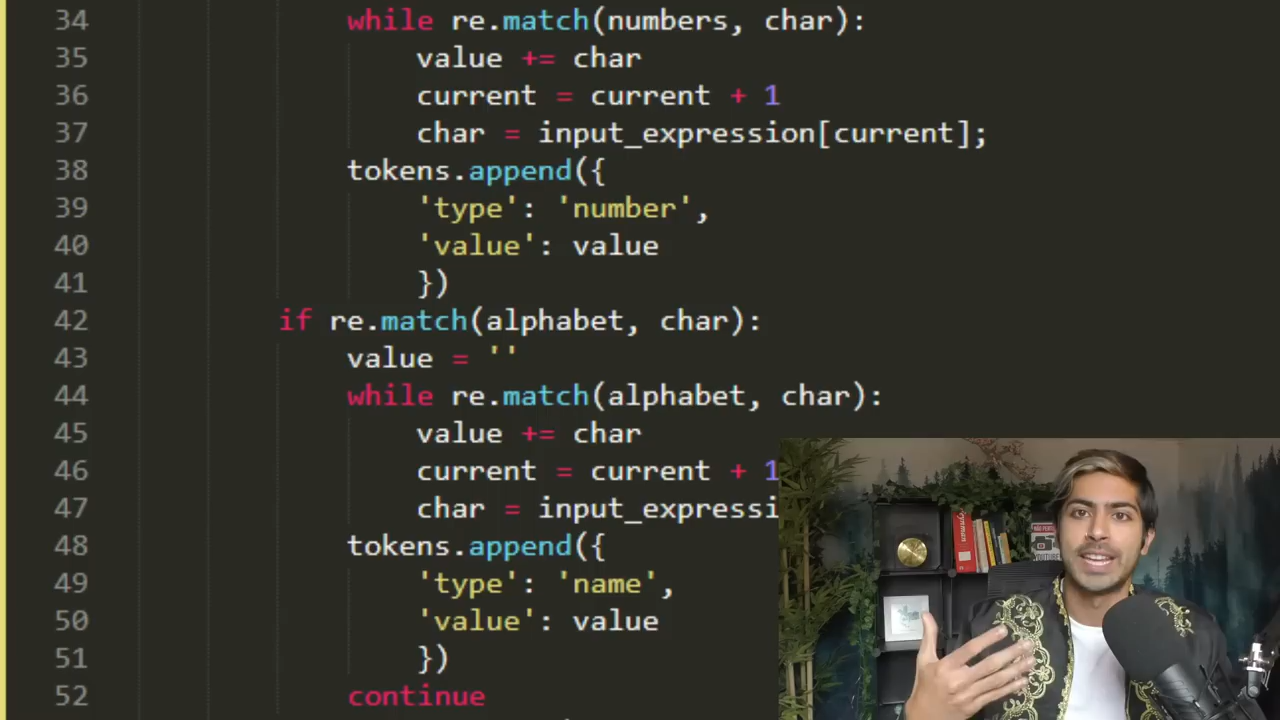 34 while re.match(numbers, char):
35 value += char
36 current = current + 1
37 char = input_expression[current];
38 tokens.append({
39 'type': 'number',
40 'value': value
41 })
42 if re.match(alphabet, char):
43 value = ''
44 while re.match(alphabet, char):
45 value += char
46 current = current + 1
47 char = input_expressi
48 tokens.append({
49 'type': 'name',
50 'value': value
51 })
52 continue